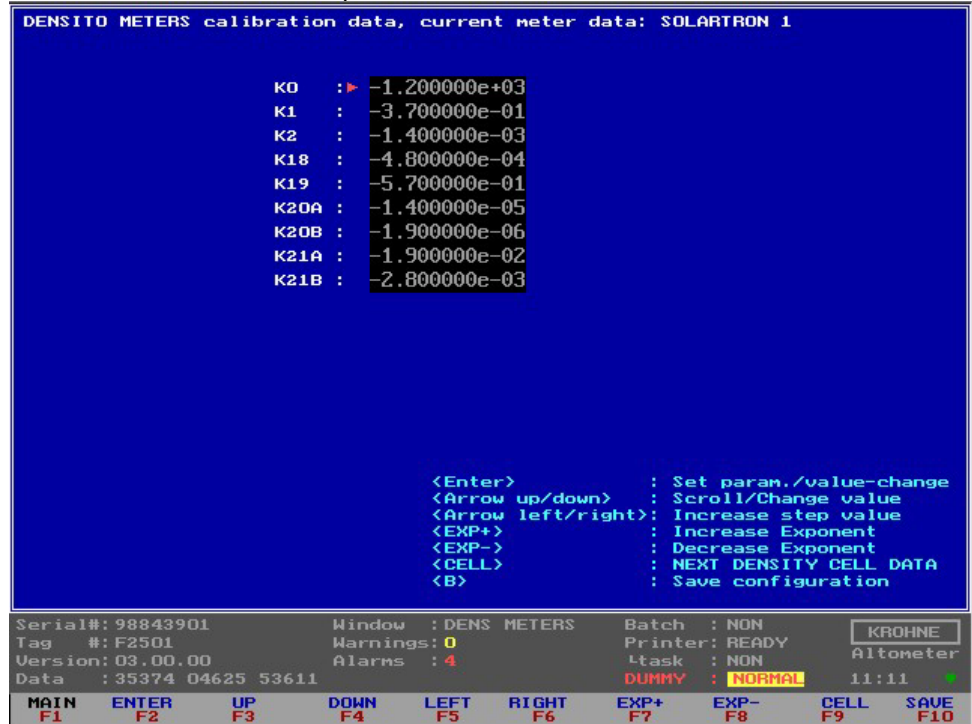 DENSITO METERS calibration data, current meter data: SOLARTRON 1
K0 :► -1.200000e+03
K1 : -3.700000e-01
K2 : -1.400000e-03
K18 : -4.800000e-04
K19 : -5.700000e-01
K20A : -1.400000e-05
K20B : -1.900000e-06
K21A : -1.900000e-02
K21B : -2.800000e-03
<Enter> : Set param./value-change
<Arrow up/down> : Scroll/Change value
<Arrow left/right>: Increase step value
<EXP+> : Increase Exponent
<EXP-> : Decrease Exponent
<CELL> : NEXT DENSITY CELL DATA
<B> : Save configuration
Serial#: 98843901 Window : DENS METERS Batch : NON KROHNE
Tag #: F2501 Warnings: 0 Printer: READY Altometer
Version: 03.00.00 Alarms : 4 └task : NON
Data : 35374 04625 53611 DUMMY : NORMAL 11:11
MAIN ENTER UP DOWN LEFT RIGHT EXP+ EXP- CELL SAVE
F1 F2 F3 F4 F5 F6 F7 F8 F9 F10